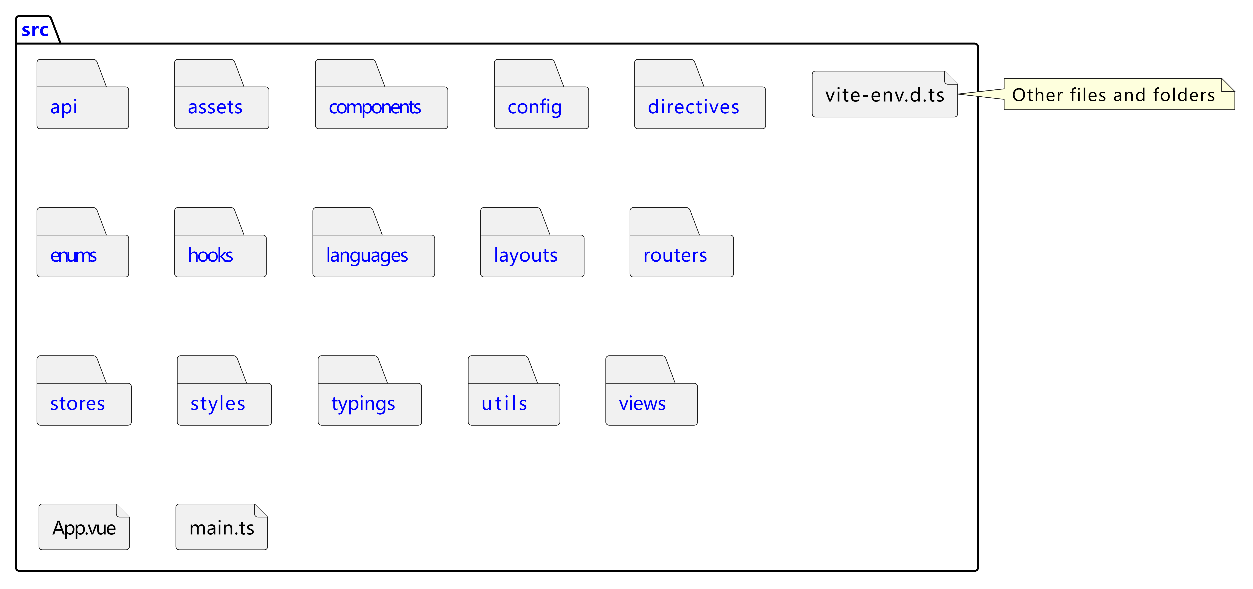 src
api
assets
components
config
directives
vite-env.d.ts
Other files and folders
enums
hooks
languages
layouts
routers
stores
styles
typings
utils
views
App.vue
main.ts